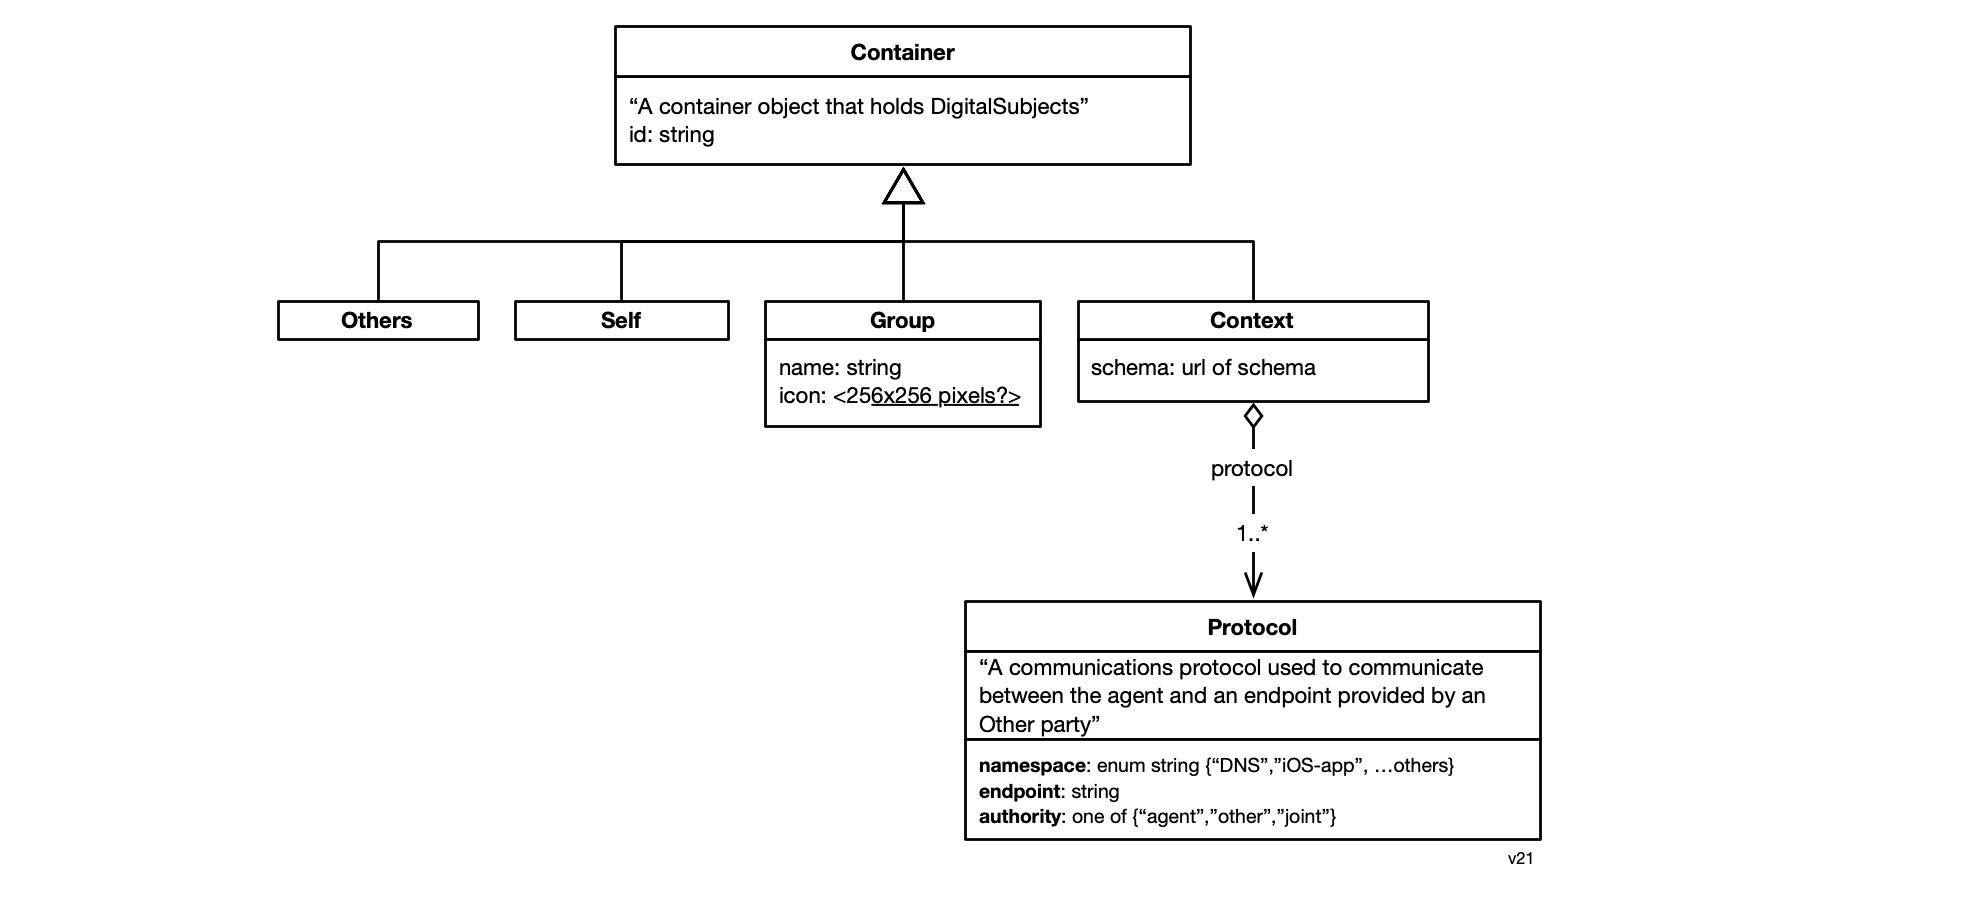 Container
“A container object that holds DigitalSubjects”
id: string
Others
Self
Group
Context
name: string
icon: <256x256 pixels?>
schema: url of schema
protocol
1..*
Protocol
“A communications protocol used to communicate
between the agent and an endpoint provided by an
Other party”
namespace: enum string {“DNS”,”iOS-app”, …others}
endpoint: string
authority: one of {“agent”,”other”,”joint”}
v21